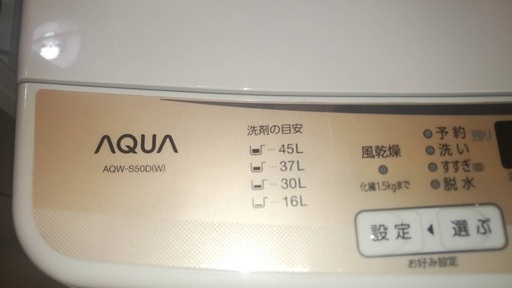 AQUA
AQW-S50D(W)
洗剤の目安
… 45L
… 37L
… 30L
… 16L
風乾燥
化繊1.5kgまで
予約
残り
洗い
すすぎ
脱水
設定 ◀ 選ぶ
お好み設定